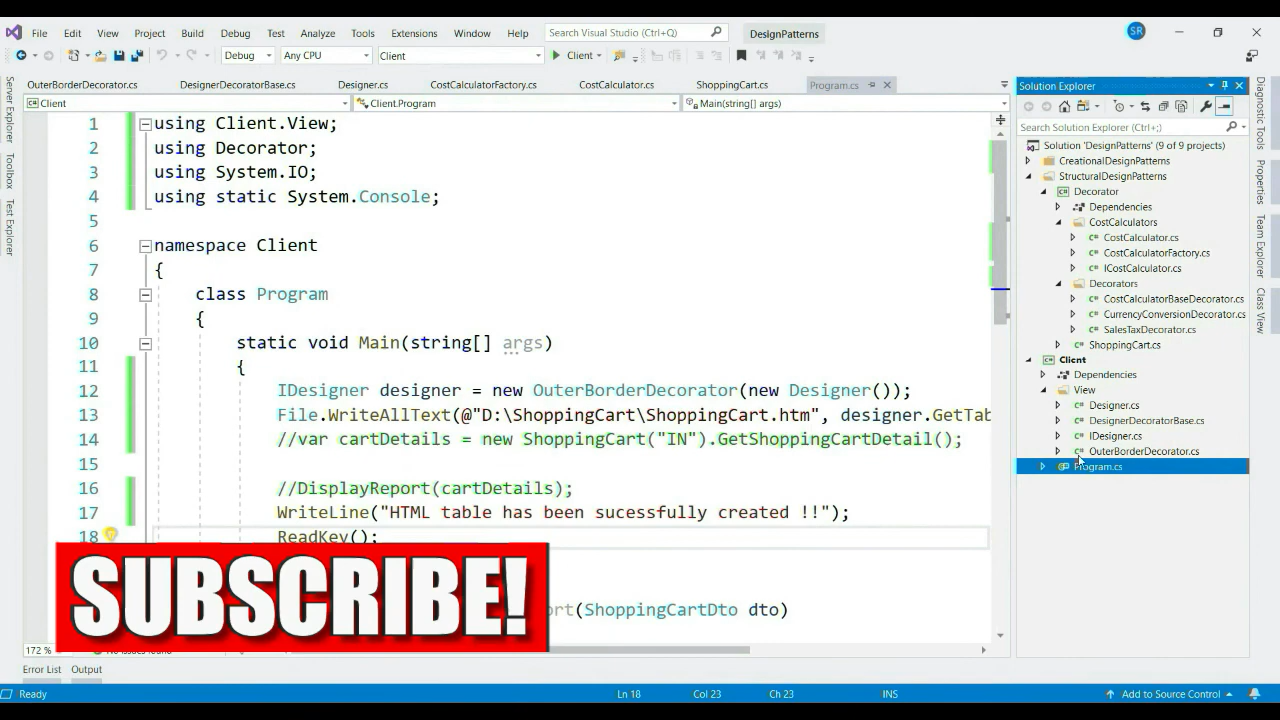 File Edit View Project Build Debug Test Analyze Tools Extensions Window Help Search Visual Studio (Ctrl+Q) DesignPatterns SR
Debug Any CPU Client Client
Server Explorer
Toolbox
Test Explorer
OuterBorderDecorator.cs DesignerDecoratorBase.cs Designer.cs CostCalculatorFactory.cs CostCalculator.cs ShoppingCart.cs Program.cs
Client Client.Program Main(string[] args)
1 using Client.View;
2 using Decorator;
3 using System.IO;
4 using static System.Console;
5
6 namespace Client
7 {
8 class Program
9 {
10 static void Main(string[] args)
11 {
12 IDesigner designer = new OuterBorderDecorator(new Designer());
13 File.WriteAllText(@"D:\ShoppingCart\ShoppingCart.htm", designer.GetTab
14 //var cartDetails = new ShoppingCart("IN").GetShoppingCartDetail();
15
16 //DisplayReport(cartDetails);
17 WriteLine("HTML table has been sucessfully created !!");
18 ReadKey();
ort(ShoppingCartDto dto)
SUBSCRIBE!
172 %
Solution Explorer
Search Solution Explorer (Ctrl+;)
Solution 'DesignPatterns' (9 of 9 projects)
CreationalDesignPatterns
StructuralDesignPatterns
Decorator
Dependencies
CostCalculators
C# CostCalculator.cs
C# CostCalculatorFactory.cs
C# ICostCalculator.cs
Decorators
C# CostCalculatorBaseDecorator.cs
C# CurrencyConversionDecorator.cs
C# SalesTaxDecorator.cs
C# ShoppingCart.cs
Client
Dependencies
View
C# Designer.cs
C# DesignerDecoratorBase.cs
C# IDesigner.cs
C# OuterBorderDecorator.cs
Program.cs
Diagnostic Tools
Properties
Team Explorer
Class View
Error List Output
Ready Ln 18 Col 23 Ch 23 INS Add to Source Control